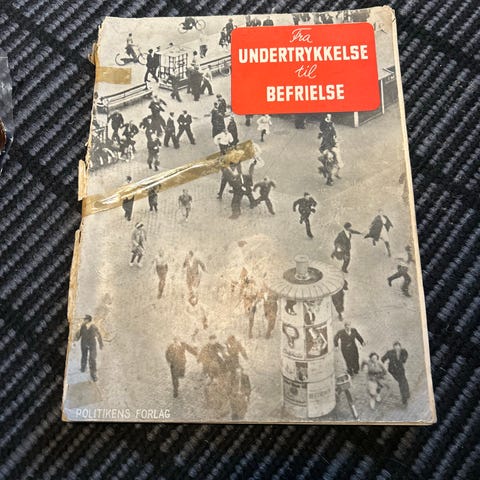 Fra
UNDERTRYKKELSE
til
BEFRIELSE
POLITIKENS FORLAG